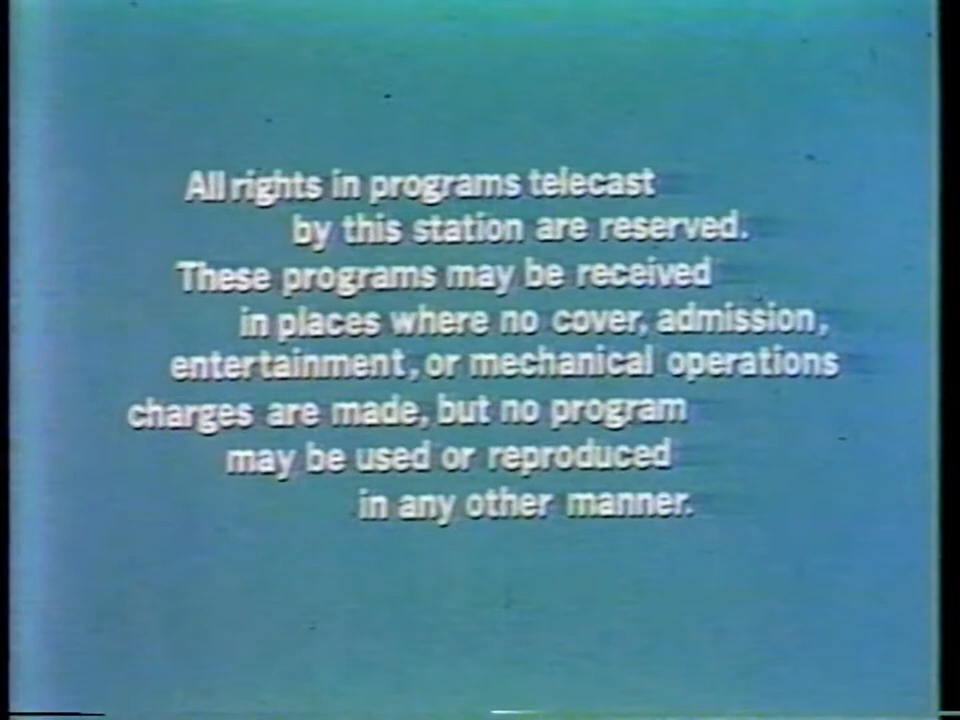 All rights in programs telecast
by this station are reserved.
These programs may be received
in places where no cover, admission,
entertainment, or mechanical operations
charges are made, but no program
may be used or reproduced
in any other manner.